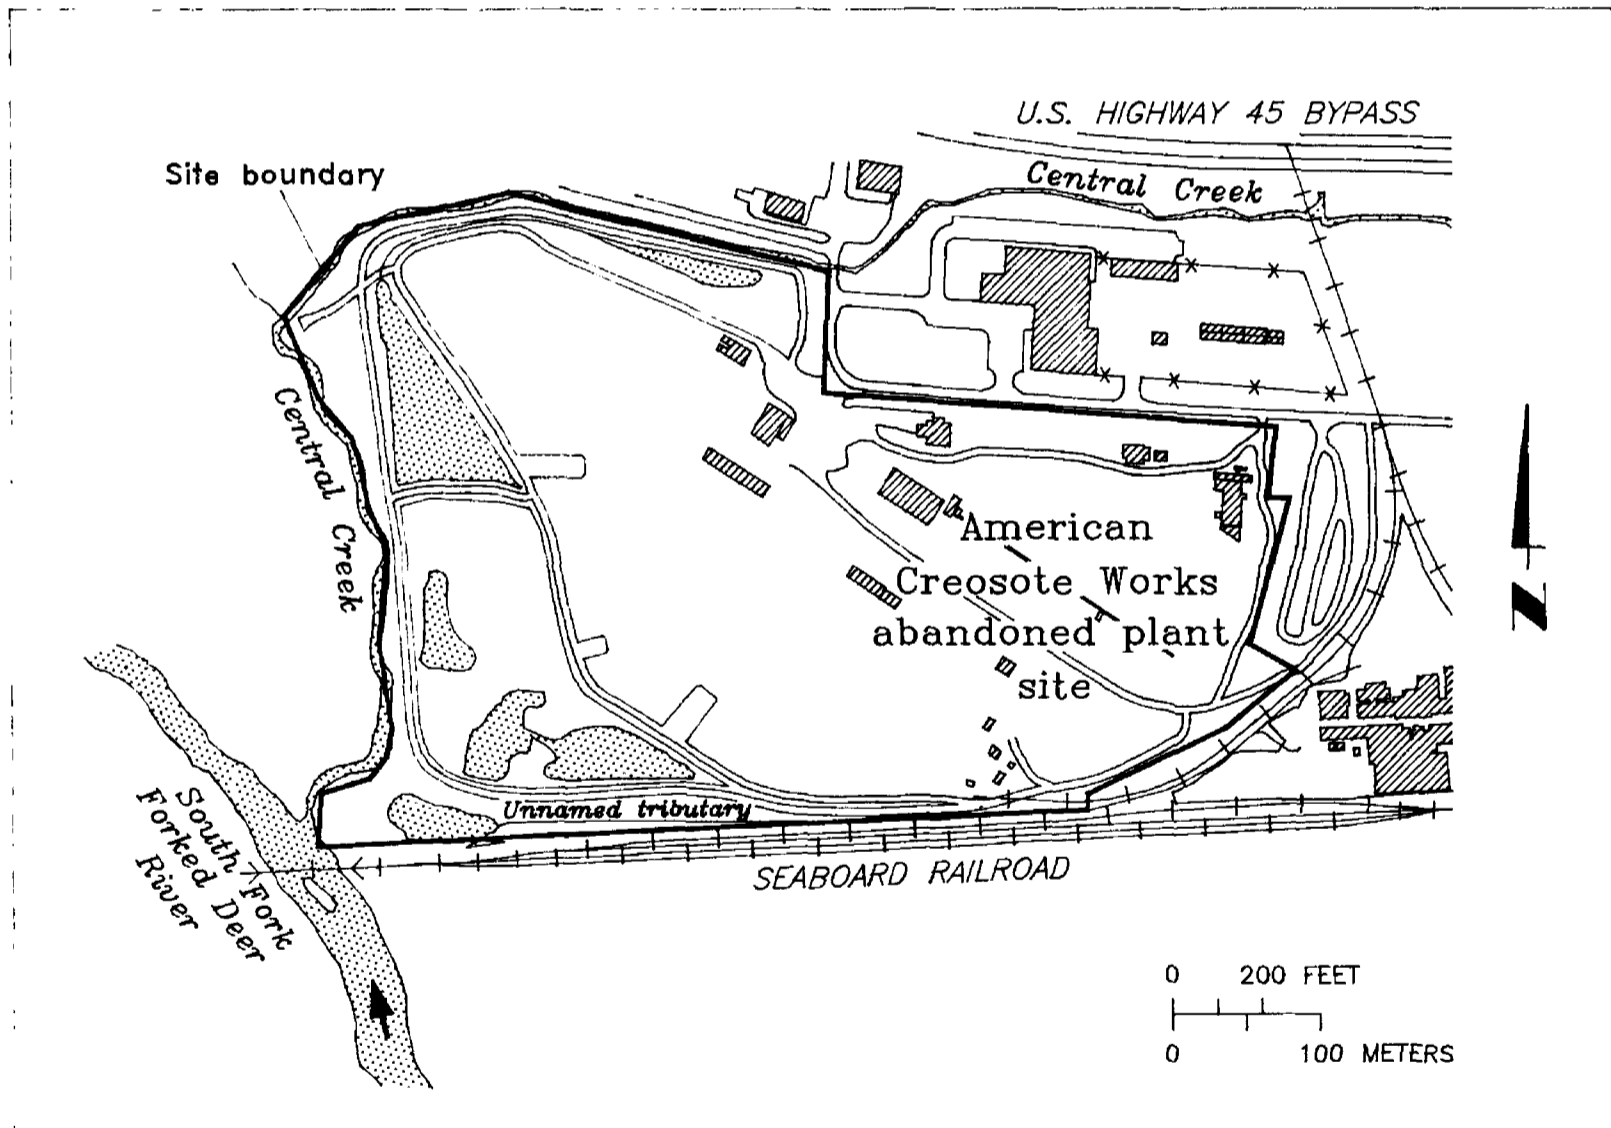 U.S. HIGHWAY 45 BYPASS
Site boundary
Central Creek
Central Creek
American
Creosote Works
abandoned plant
site
Unnamed tributary
South Fork
Forked Deer
River
SEABOARD RAILROAD
N
0 200 FEET
0 100 METERS